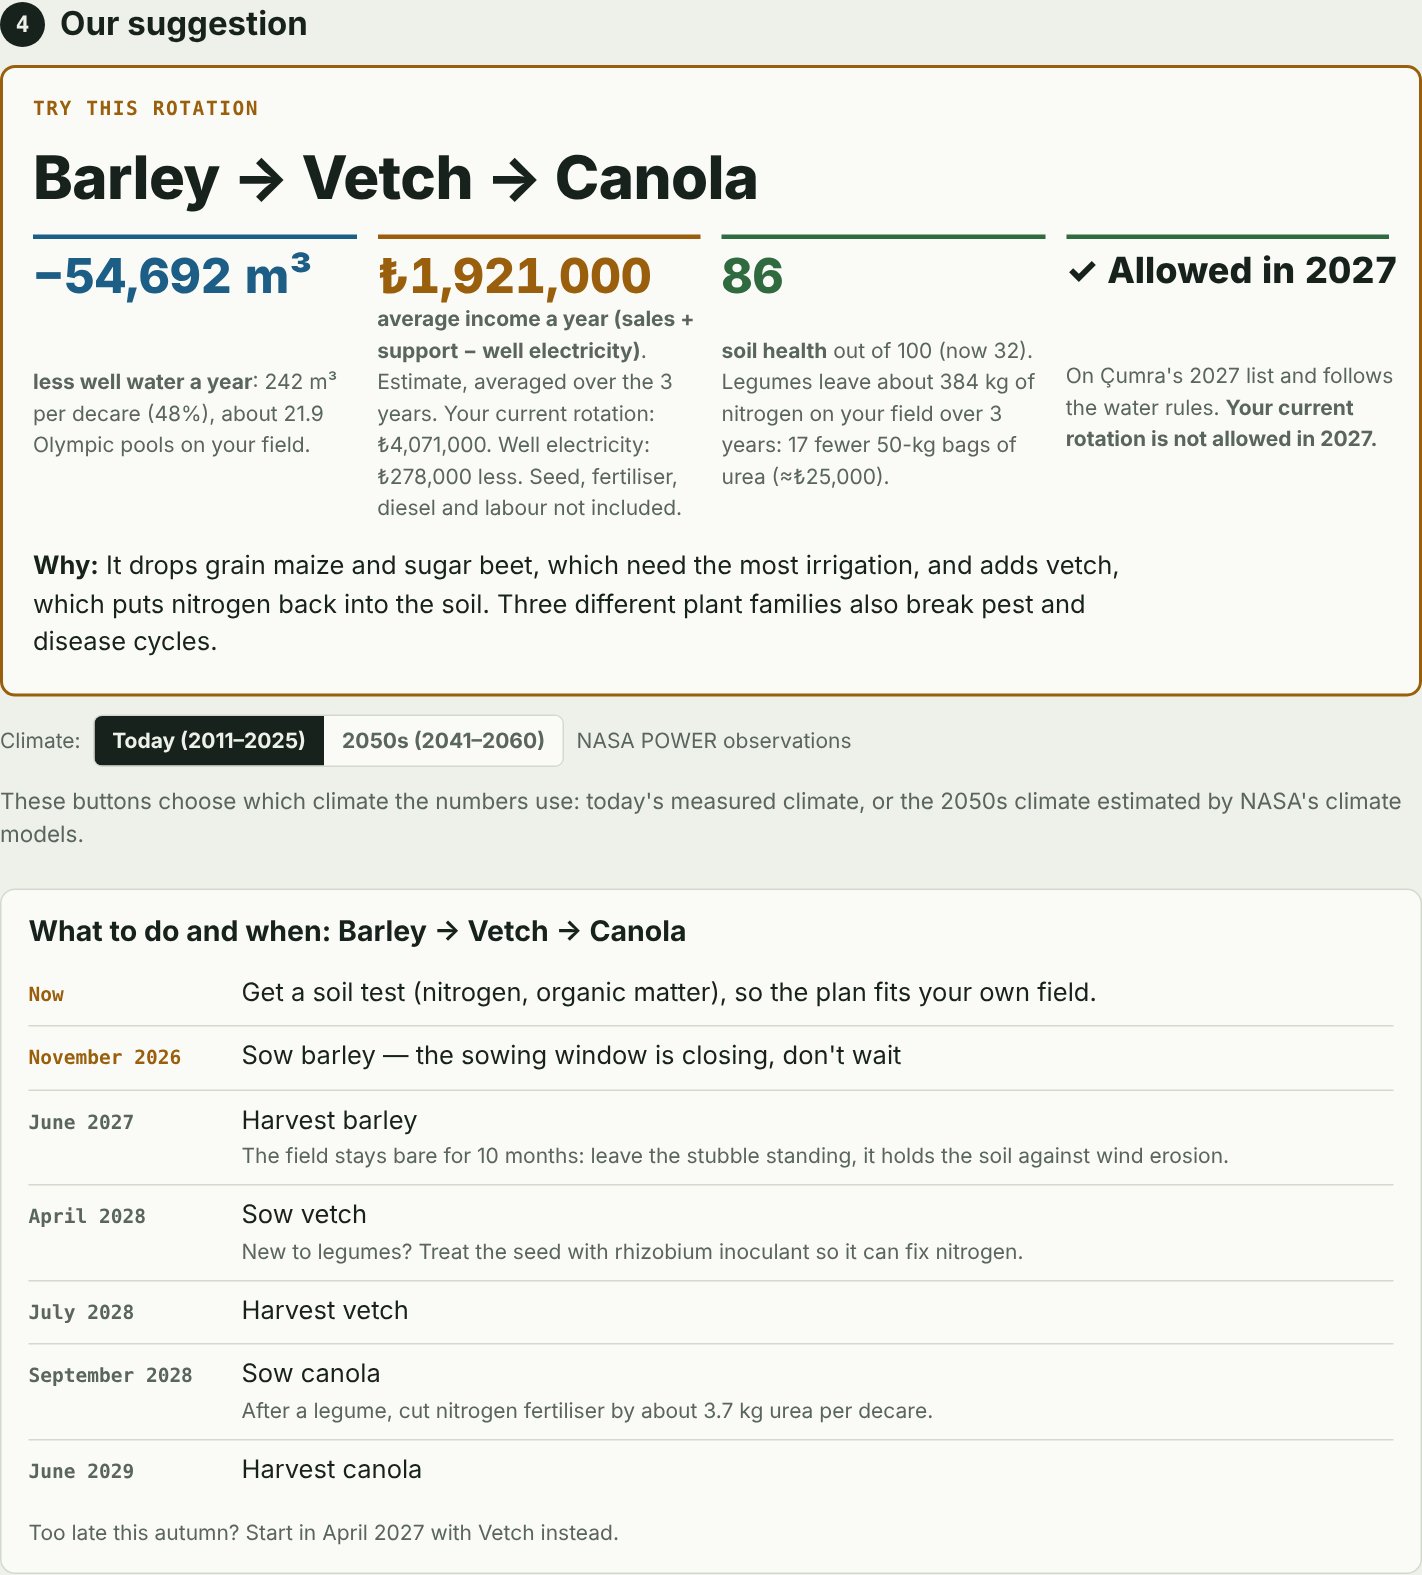 4 Our suggestion
TRY THIS ROTATION
Barley → Vetch → Canola
−54,692 m³
less well water a year: 242 m³
per decare (48%), about 21.9
Olympic pools on your field.
₺1,921,000
average income a year (sales +
support − well electricity).
Estimate, averaged over the 3
years. Your current rotation:
₺4,071,000. Well electricity:
₺278,000 less. Seed, fertiliser,
diesel and labour not included.
86
soil health out of 100 (now 32).
Legumes leave about 384 kg of
nitrogen on your field over 3
years: 17 fewer 50-kg bags of
urea (≈₺25,000).
✓ Allowed in 2027
On Çumra's 2027 list and follows
the water rules. Your current
rotation is not allowed in 2027.
Why: It drops grain maize and sugar beet, which need the most irrigation, and adds vetch,
which puts nitrogen back into the soil. Three different plant families also break pest and
disease cycles.
Climate: Today (2011–2025) 2050s (2041–2060) NASA POWER observations
These buttons choose which climate the numbers use: today's measured climate, or the 2050s climate estimated by NASA's climate
models.
What to do and when: Barley → Vetch → Canola
Now Get a soil test (nitrogen, organic matter), so the plan fits your own field.
November 2026 Sow barley — the sowing window is closing, don't wait
June 2027 Harvest barley
The field stays bare for 10 months: leave the stubble standing, it holds the soil against wind erosion.
April 2028 Sow vetch
New to legumes? Treat the seed with rhizobium inoculant so it can fix nitrogen.
July 2028 Harvest vetch
September 2028 Sow canola
After a legume, cut nitrogen fertiliser by about 3.7 kg urea per decare.
June 2029 Harvest canola
Too late this autumn? Start in April 2027 with Vetch instead.